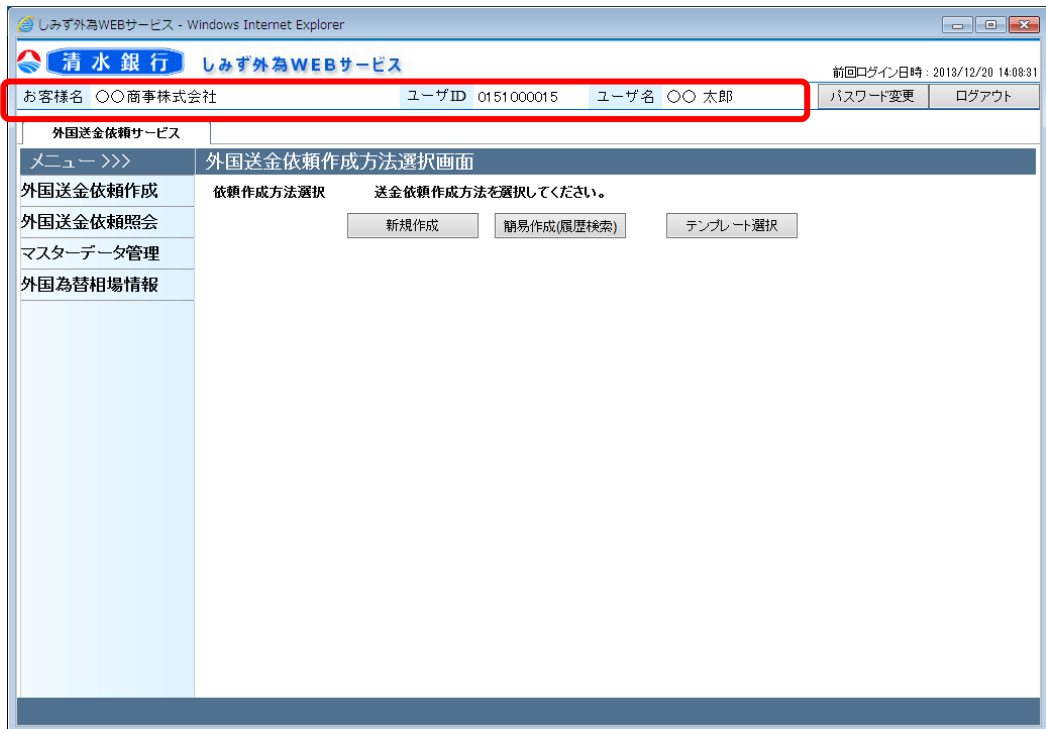 しみず外為WEBサービス - Windows Internet Explorer
清水銀行 しみず外為WEBサービス
前回ログイン日時 : 2013/12/20 14:08:31
お客様名 〇〇商事株式会社 ユーザID 0151000015 ユーザ名 〇〇 太郎 パスワード変更 ログアウト
外国送金依頼サービス
メニュー >>> 外国送金依頼作成方法選択画面
外国送金依頼作成 依頼作成方法選択 送金依頼作成方法を選択してください。
外国送金依頼照会 新規作成 簡易作成(履歴検索) テンプレート選択
マスターデータ管理
外国為替相場情報